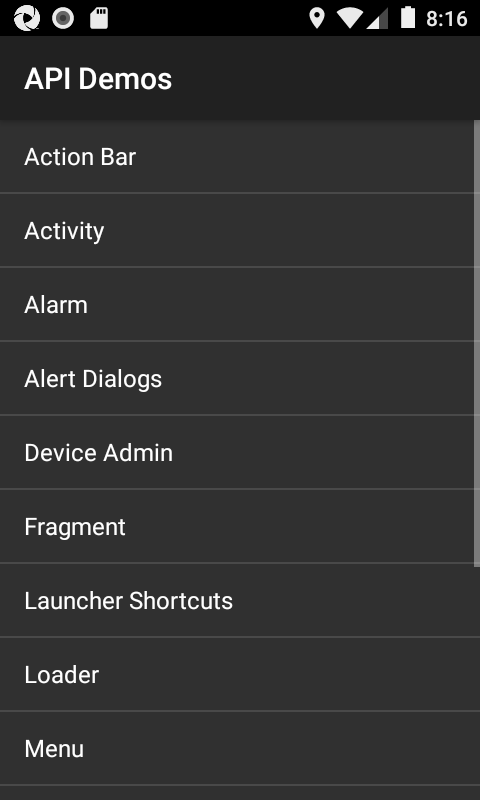 8:16
API Demos
Action Bar
Activity
Alarm
Alert Dialogs
Device Admin
Fragment
Launcher Shortcuts
Loader
Menu